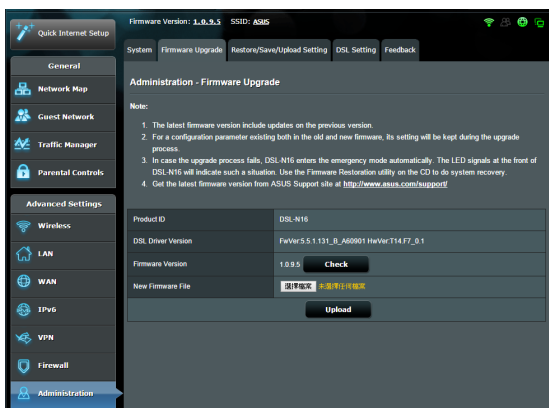 Firmware Version: 1.0.9.5 SSID: ASUS
Quick Internet Setup
System Firmware Upgrade Restore/Save/Upload Setting DSL Setting Feedback
General
Network Map
Guest Network
Traffic Manager
Parental Controls
Advanced Settings
Wireless
LAN
WAN
IPv6
VPN
Firewall
Administration
Administration - Firmware Upgrade
Note:
1. The latest firmware version include updates on the previous version.
2. For a configuration parameter existing both in the old and new firmware, its setting will be kept during the upgrade
process.
3. In case the upgrade process fails, DSL-N16 enters the emergency mode automatically. The LED signals at the front of
DSL-N16 will indicate such a situation. Use the Firmware Restoration utility on the CD to do system recovery.
4. Get the latest firmware version from ASUS Support site at http://www.asus.com/support/
Product ID DSL-N16
DSL Driver Version FwVer:5.5.1.131_B_A60901 HwVer:T14.F7_0.1
Firmware Version 1.0.9.5 Check
New Firmware File 選擇檔案 未選擇任何檔案
Upload